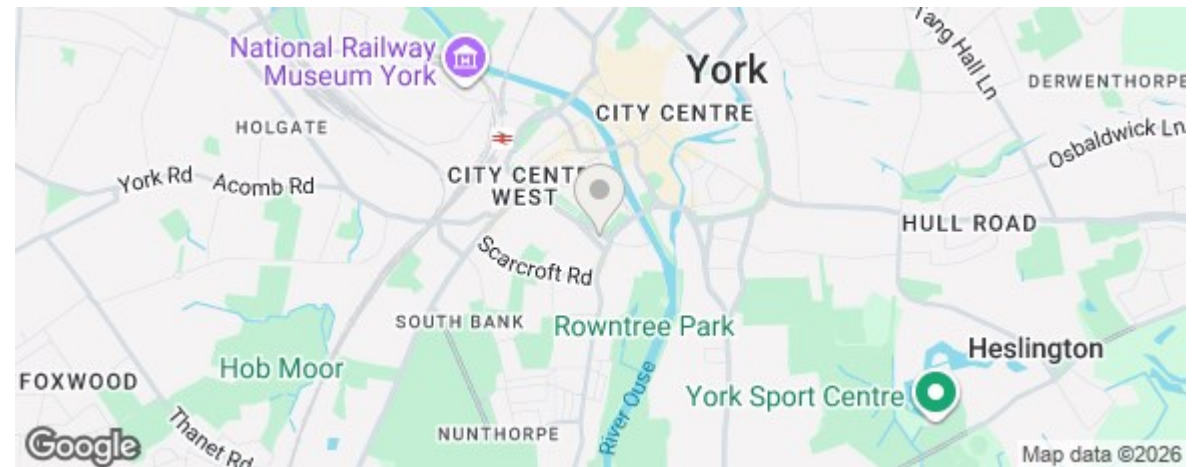 National Railway
Museum York
York
Tang Hall Ln
DERWENTHORPE
CITY CENTRE
HOLGATE
Osbaldwick Ln
York Rd
Acomb Rd
CITY CENTRE
WEST
HULL ROAD
Scarcroft Rd
SOUTH BANK
Rowntree Park
Heslington
Hob Moor
FOXWOOD
York Sport Centre
River Ouse
Thanet Rd
NUNTHORPE
Google
Map data ©2026